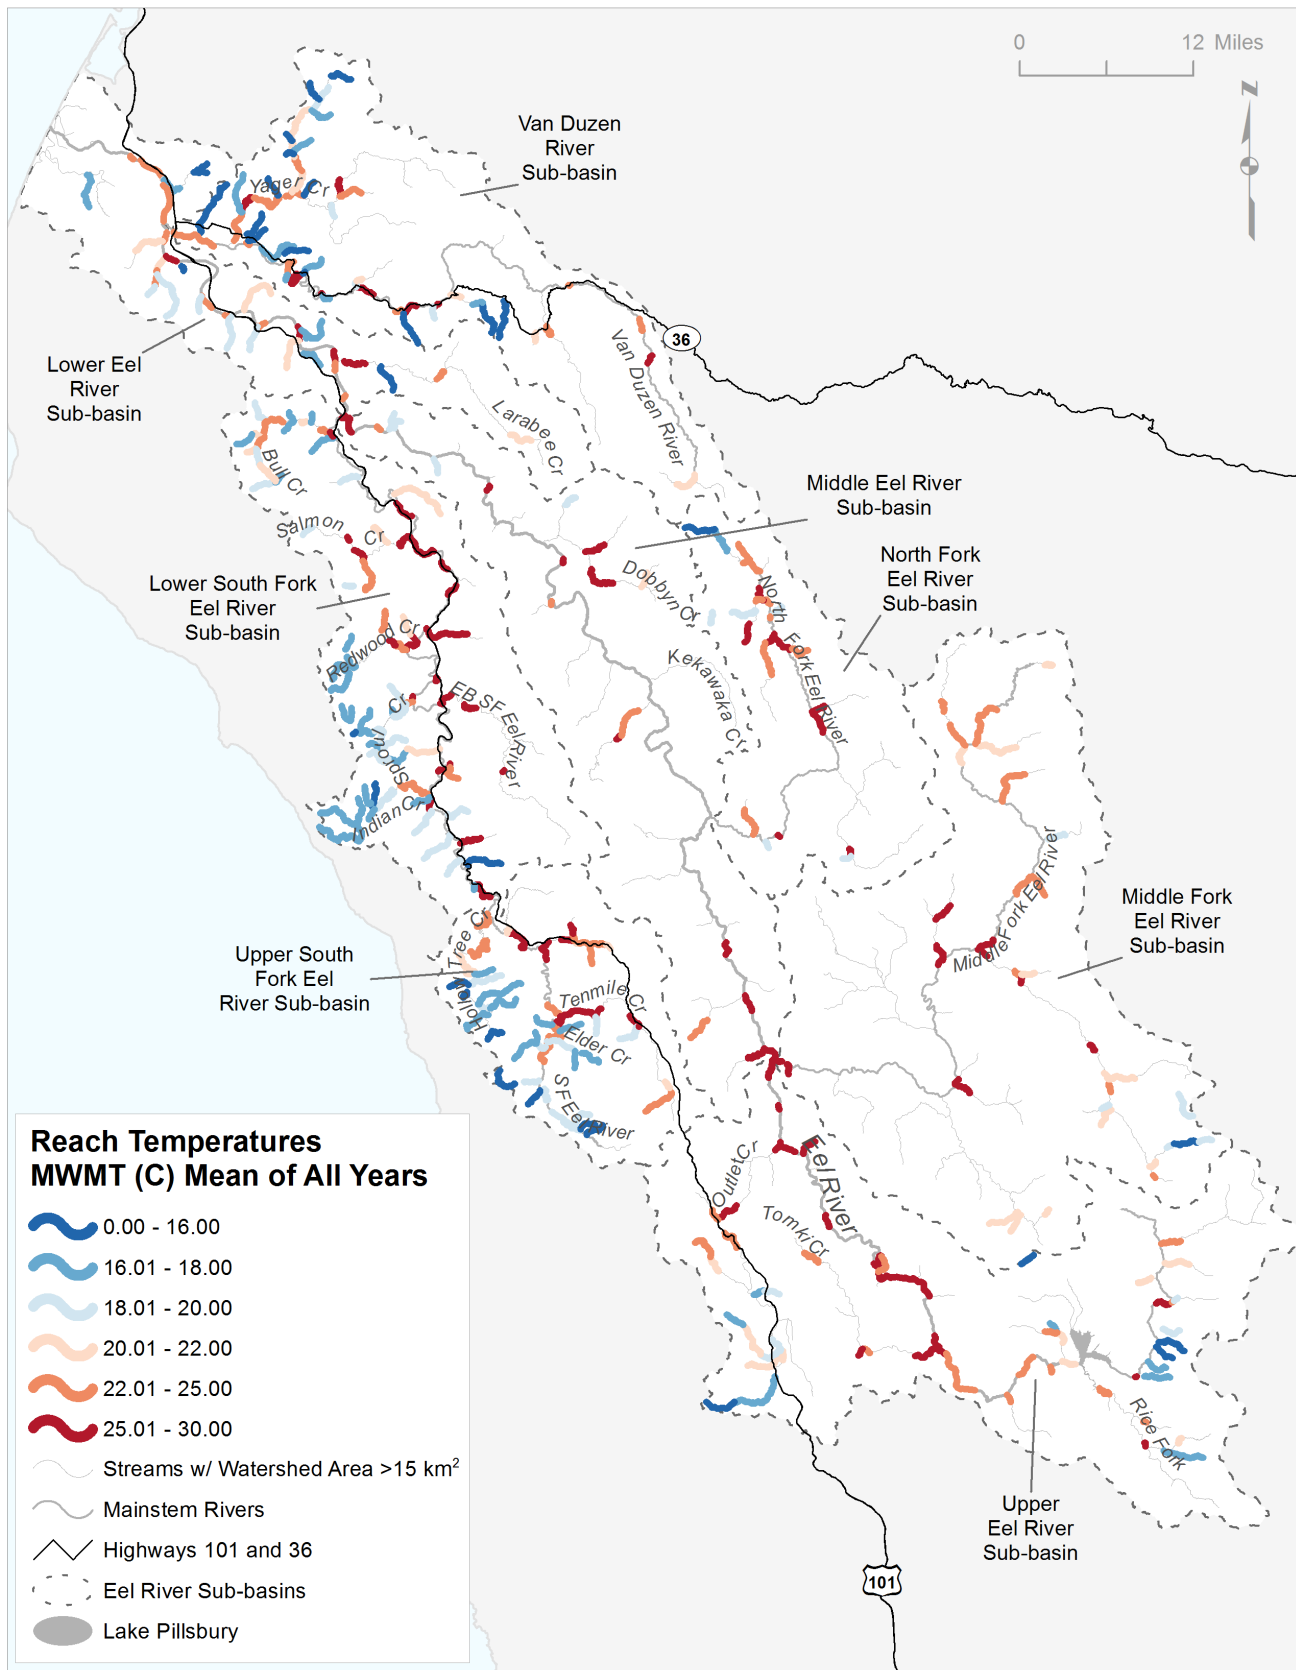 0 12 Miles
N
Van Duzen
River
Sub-basin
Yager Cr
36
Lower Eel
River
Sub-basin
Van Duzen River
Larabee Cr
Bull Cr
Middle Eel River
Sub-basin
Salmon Cr
North Fork
Eel River
Sub-basin
Lower South Fork
Eel River
Sub-basin
Dobbyn Cr
North Fork Eel River
Redwood Cr
Kekawaka Cr
EB SF Eel River
Sproul Cr
Indian Cr
Middle Fork Eel River
Middle Fork
Eel River
Sub-basin
Hollow Tree Cr
Upper South
Fork Eel
River Sub-basin
Tenmile Cr
Elder Cr
SF Eel River
Outlet Cr
Eel River
Tomki Cr
Rice Fork
Upper
Eel River
Sub-basin
101
Reach Temperatures
MWMT (C) Mean of All Years
0.00 - 16.00
16.01 - 18.00
18.01 - 20.00
20.01 - 22.00
22.01 - 25.00
25.01 - 30.00
Streams w/ Watershed Area >15 km²
Mainstem Rivers
Highways 101 and 36
Eel River Sub-basins
Lake Pillsbury